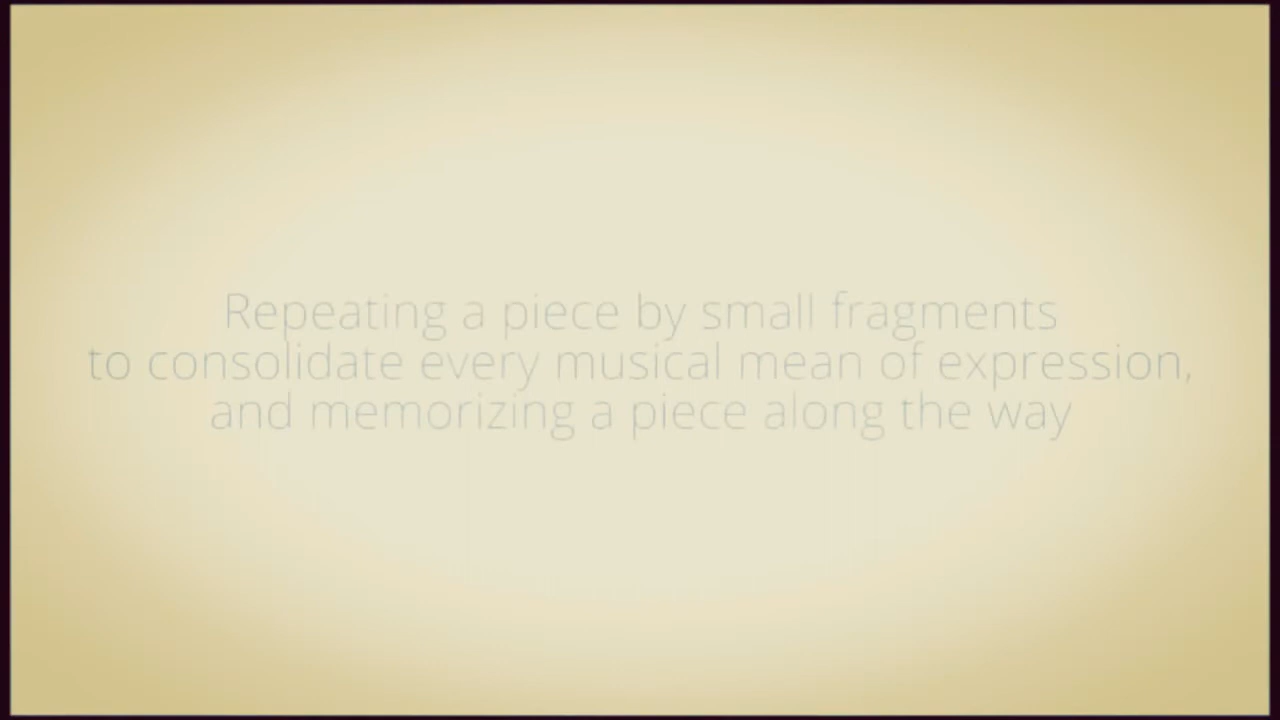 Repeating a piece by small fragments
to consolidate every musical mean of expression,
and memorizing a piece along the way